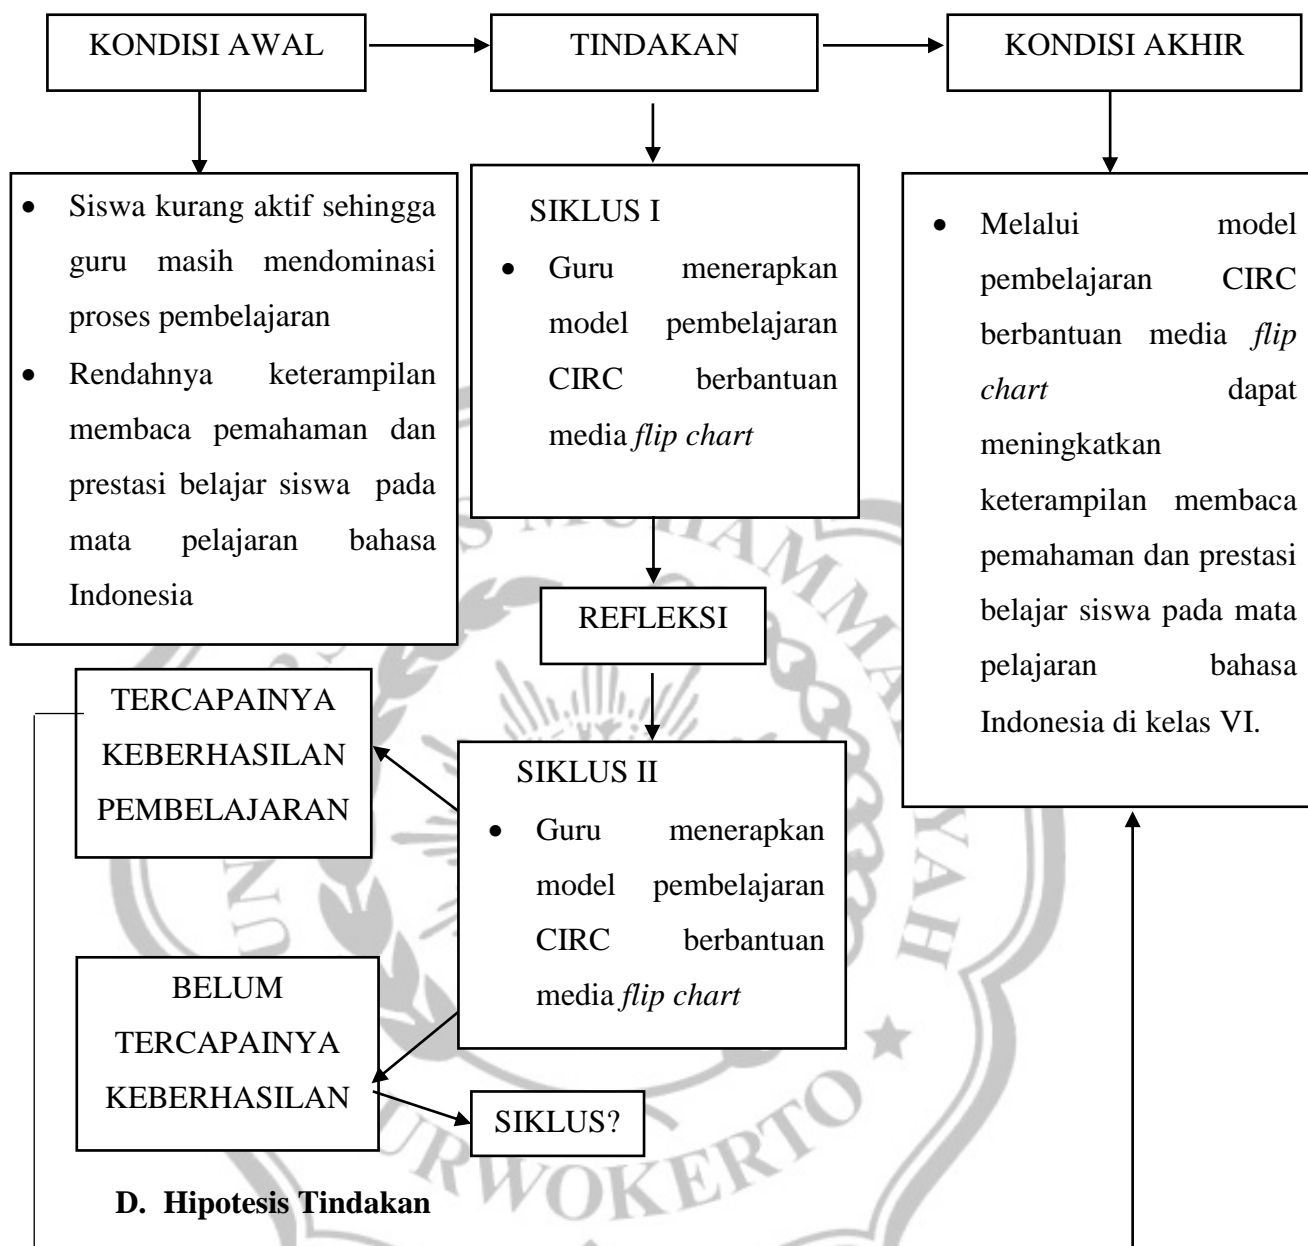 KONDISI AWAL
TINDAKAN
KONDISI AKHIR
• Siswa kurang aktif sehingga
guru masih mendominasi
proses pembelajaran
• Rendahnya keterampilan
membaca pemahaman dan
prestasi belajar siswa pada
mata pelajaran bahasa
Indonesia
SIKLUS I
• Guru menerapkan
model pembelajaran
CIRC berbantuan
media flip chart
• Melalui model
pembelajaran CIRC
berbantuan media flip
chart dapat
meningkatkan
keterampilan membaca
pemahaman dan prestasi
belajar siswa pada mata
pelajaran bahasa
Indonesia di kelas VI.
REFLEKSI
TERCAPAINYA
KEBERHASILAN
PEMBELAJARAN
SIKLUS II
• Guru menerapkan
model pembelajaran
CIRC berbantuan
media flip chart
BELUM
TERCAPAINYA
KEBERHASILAN
SIKLUS?
D. Hipotesis Tindakan